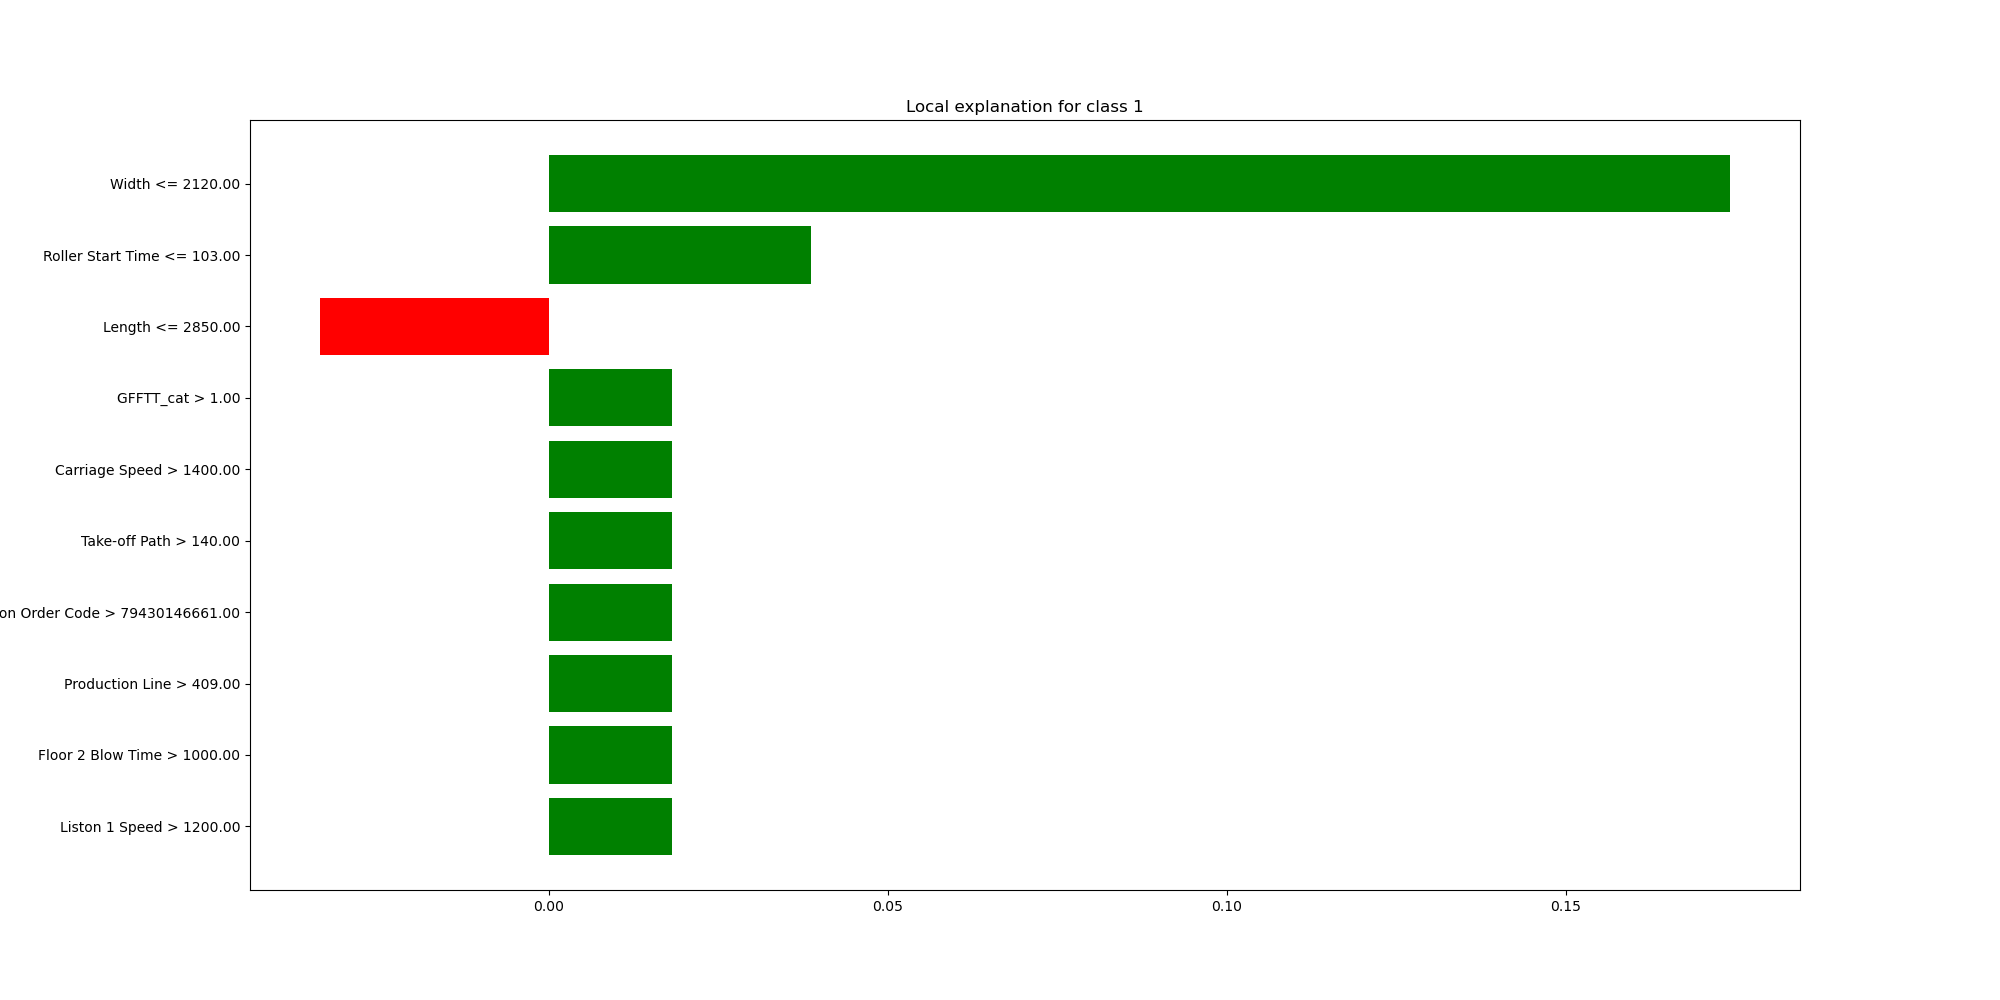 Local explanation for class 1
Width <= 2120.00
Roller Start Time <= 103.00
Length <= 2850.00
GFFTT_cat > 1.00
Carriage Speed > 1400.00
Take-off Path > 140.00
on Order Code > 79430146661.00
Production Line > 409.00
Floor 2 Blow Time > 1000.00
Liston 1 Speed > 1200.00
0.00 0.05 0.10 0.15